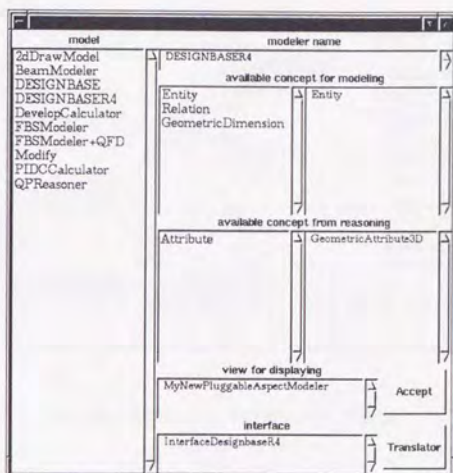 model
2dDrawModel
BeamModeler
DESIGNBASE
DESIGNBASER4
DevelopCalculator
FBSModeler
FBSModeler+QFD
Modify
PIDCCalculator
QPReasoner
modeler name
DESIGNBASER4
available concept for modeling
Entity
Relation
GeometricDimension
Entity
available concept from reasoning
Attribute
GeometricAttribute3D
view for displaying
MyNewPluggableAspectModeler
Accept
interface
InterfaceDesignbaseR4
Translator